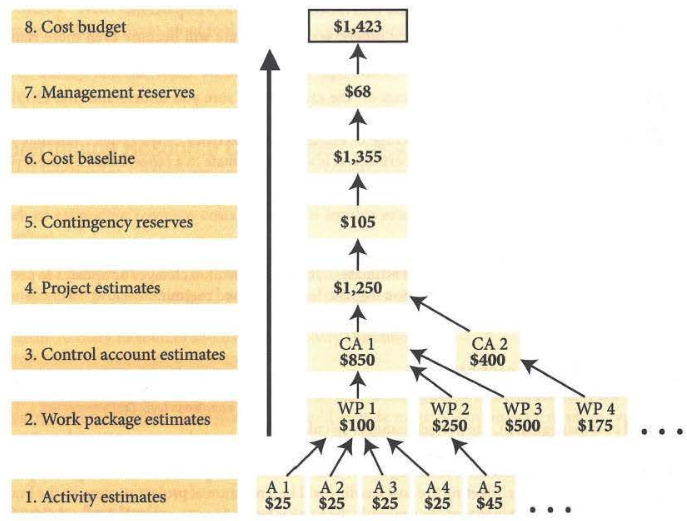 8. Cost budget
$1,423
7. Management reserves
$68
6. Cost baseline
$1,355
5. Contingency reserves
$105
4. Project estimates
$1,250
3. Control account estimates
CA 1
$850
CA 2
$400
2. Work package estimates
WP 1
$100
WP 2
$250
WP 3
$500
WP 4
$175
. . .
1. Activity estimates
A 1
$25
A 2
$25
A 3
$25
A 4
$25
A 5
$45
. . .